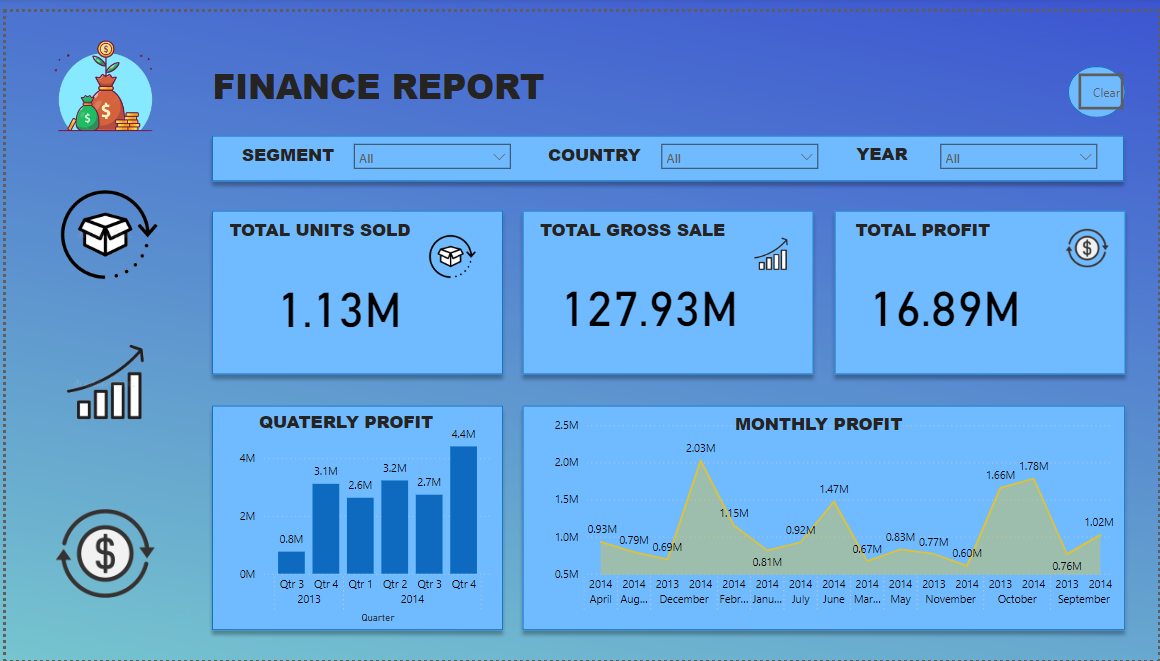 FINANCE REPORT
Clear
SEGMENT
All
COUNTRY
All
YEAR
All
TOTAL UNITS SOLD
1.13M
TOTAL GROSS SALE
127.93M
TOTAL PROFIT
16.89M
QUATERLY PROFIT
4M
2M
0M
0.8M
3.1M
2.6M
3.2M
2.7M
4.4M
Qtr 3 Qtr 4 Qtr 1 Qtr 2 Qtr 3 Qtr 4
2013 2014
Quarter
MONTHLY PROFIT
2.5M
2.0M
1.5M
1.0M
0.5M
0.93M
0.79M
0.69M
2.03M
1.15M
0.81M
0.92M
1.47M
0.67M
0.83M
0.77M
0.60M
1.66M
1.78M
0.76M
1.02M
2014 2014 2013 2014 2014 2014 2014 2014 2014 2014 2013 2014 2013 2014 2013 2014
April Aug... December Febr... Janu... July June Mar... May November October September